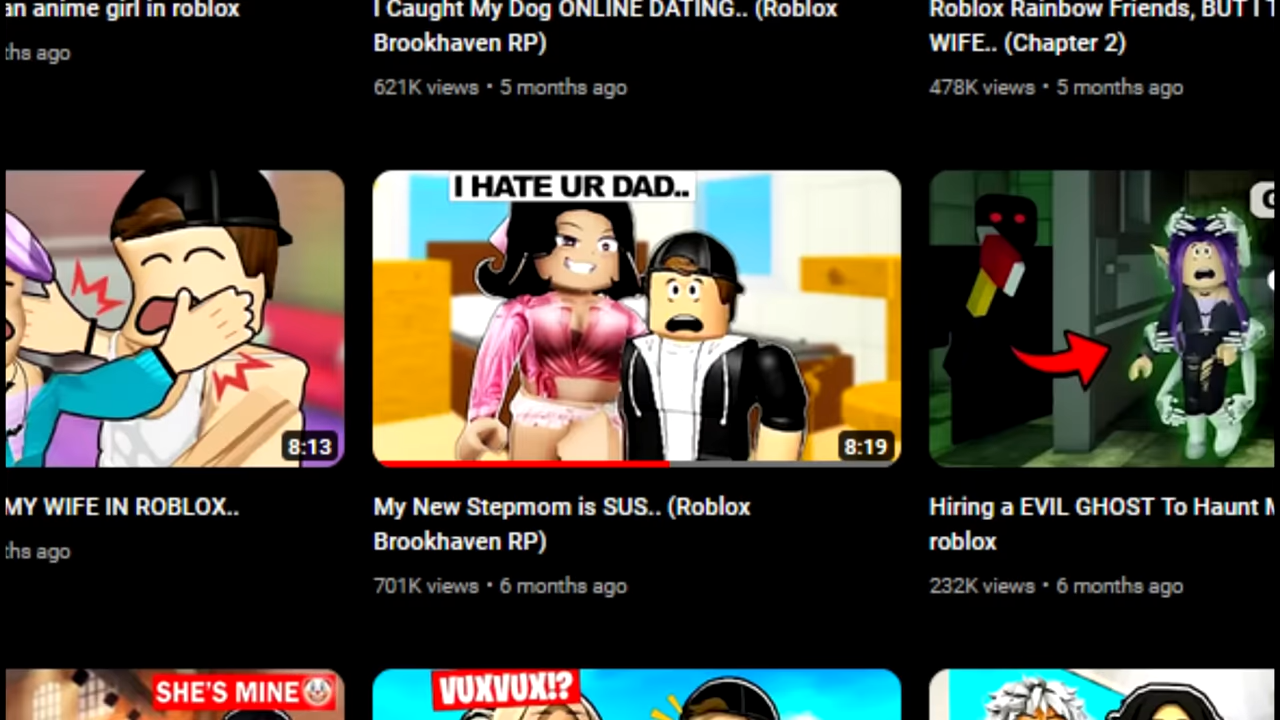 an anime girl in roblox
I Caught My Dog ONLINE DATING.. (Roblox
Roblox Rainbow Friends, BUT I
ths ago
Brookhaven RP)
WIFE.. (Chapter 2)
621K views • 5 months ago
478K views • 5 months ago
I HATE UR DAD..
8:13
8:19
MY WIFE IN ROBLOX..
My New Stepmom is SUS.. (Roblox
Hiring a EVIL GHOST To Haunt
ths ago
Brookhaven RP)
roblox
701K views • 6 months ago
232K views • 6 months ago
SHE'S MINE
VUXVUX!?